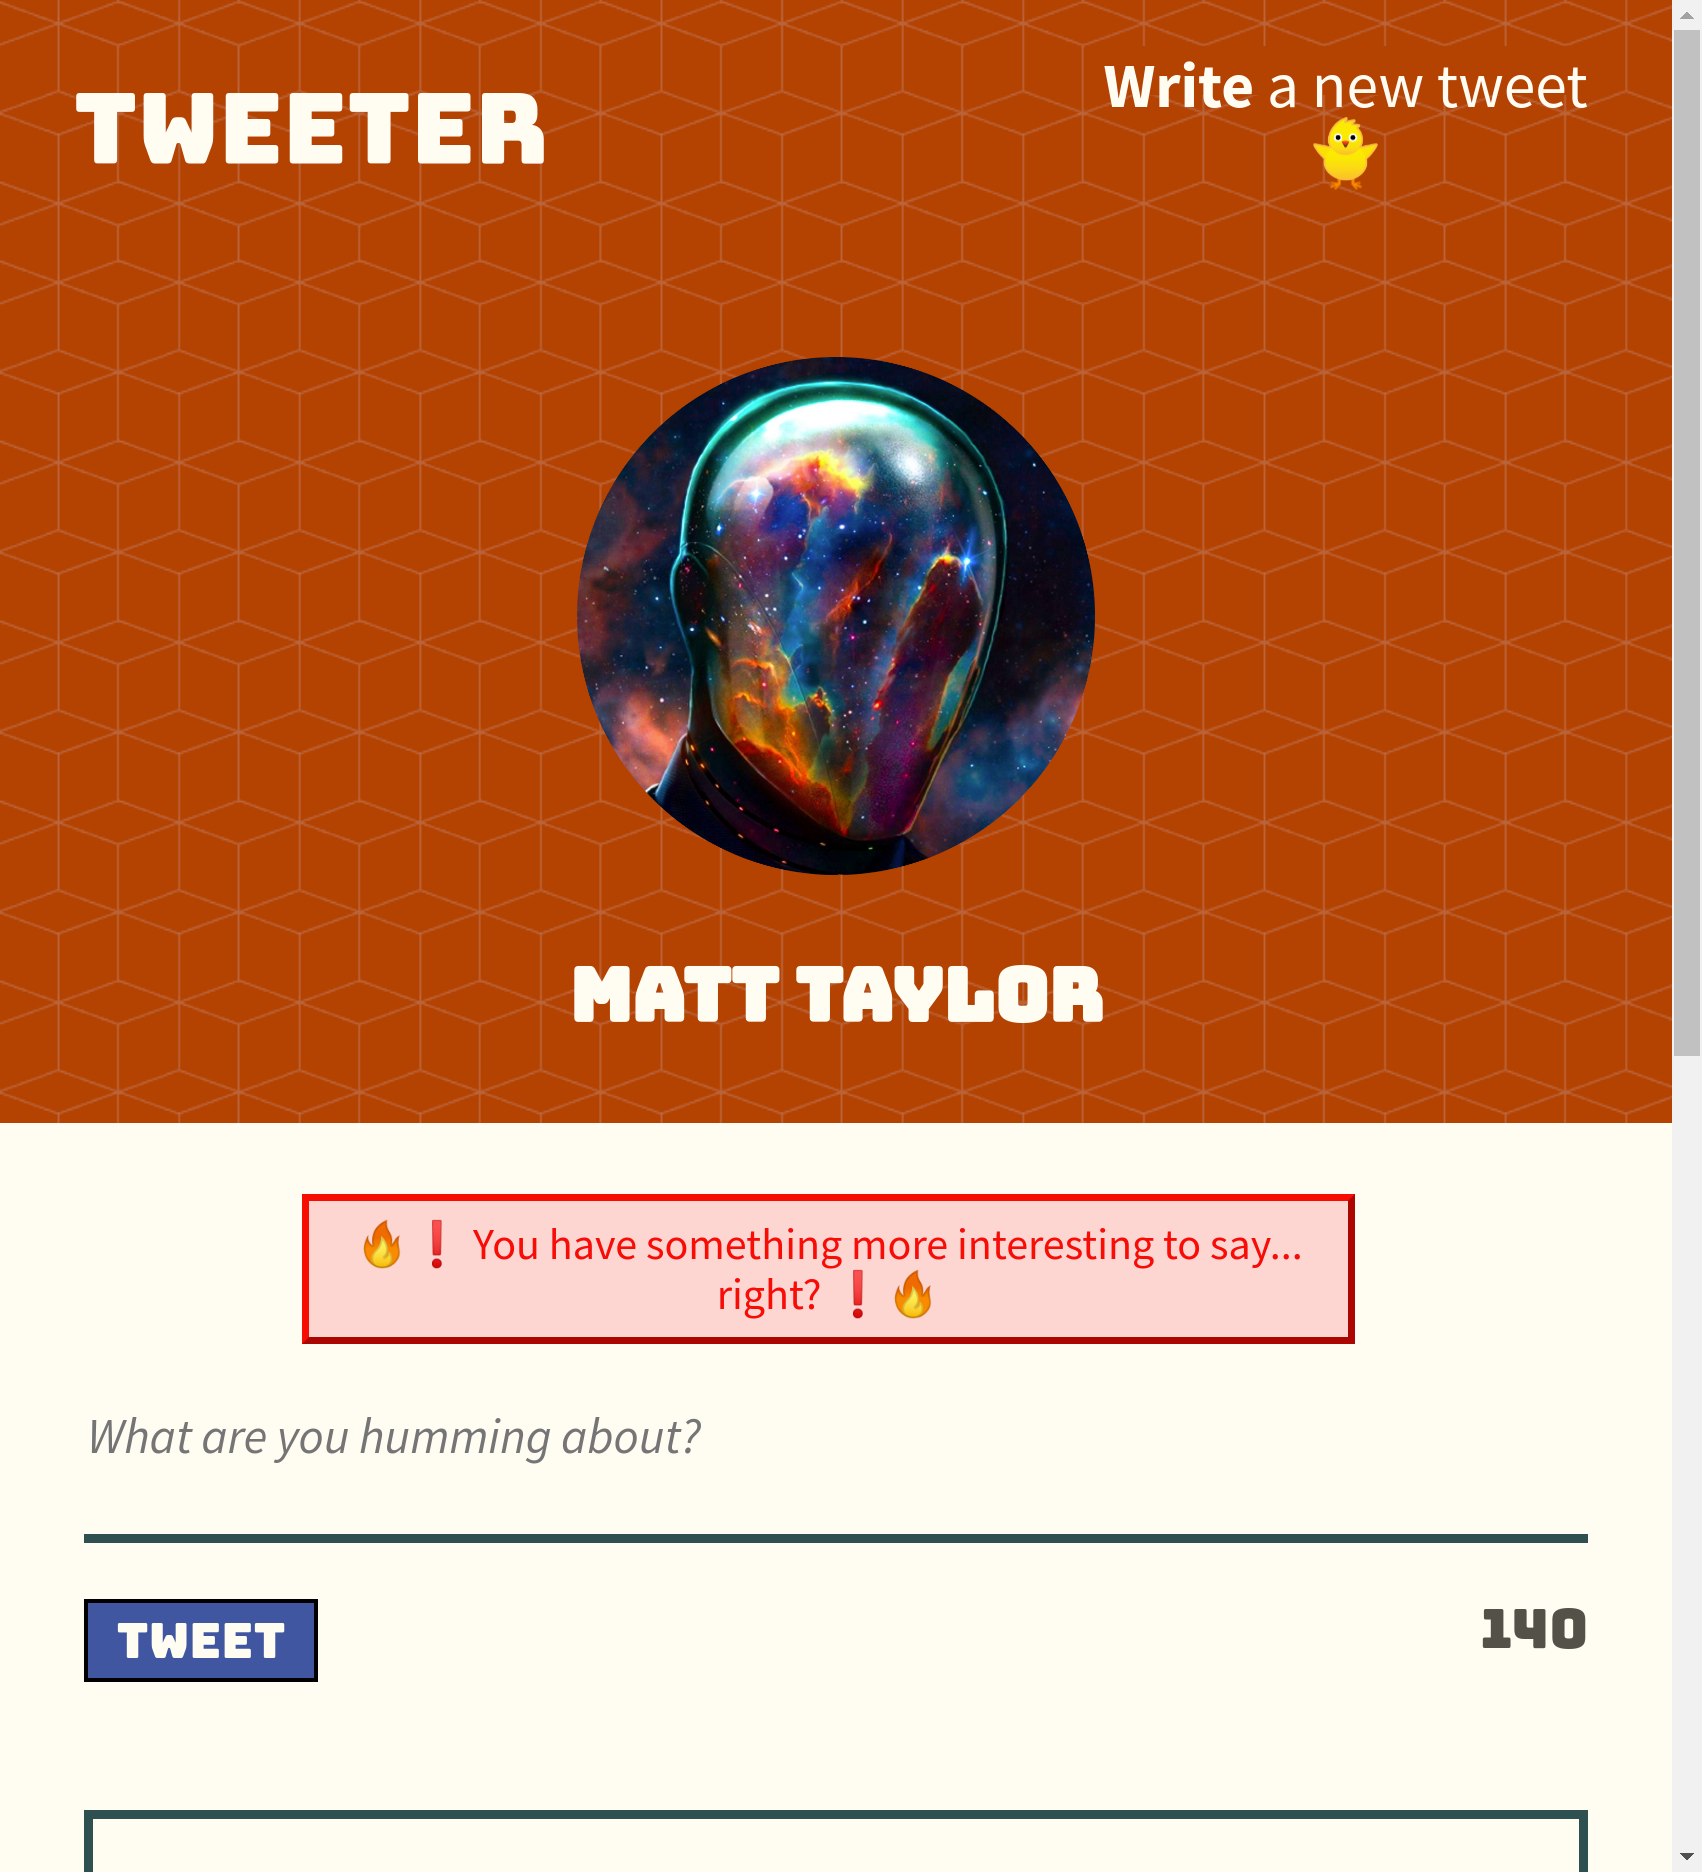 TWEETER
Write a new tweet
🐥
MATT TAYLOR
🔥❗ You have something more interesting to say...
right? ❗🔥
What are you humming about?
TWEET
140